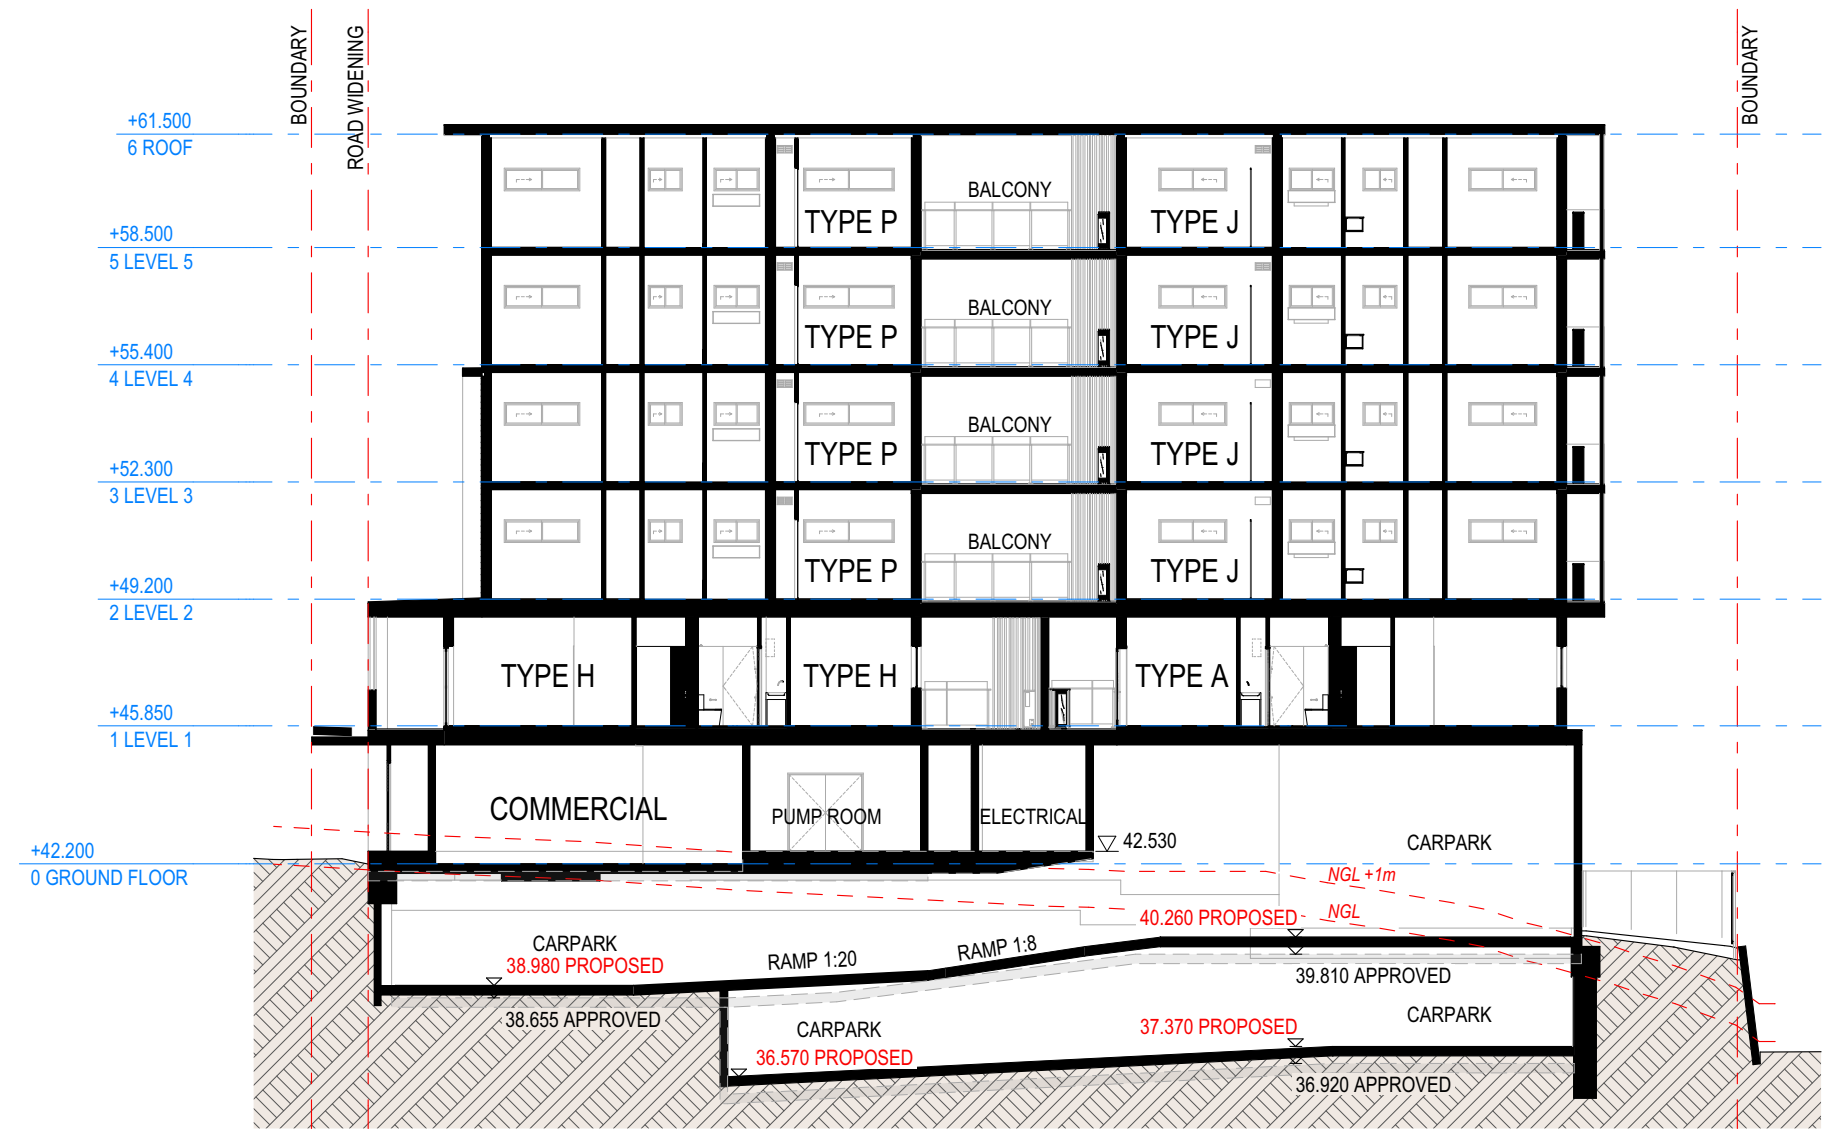 BOUNDARY
ROAD WIDENING
BOUNDARY
+61.500
6 ROOF
BALCONY
TYPE P
TYPE J
+58.500
5 LEVEL 5
BALCONY
TYPE P
TYPE J
+55.400
4 LEVEL 4
BALCONY
TYPE P
TYPE J
+52.300
3 LEVEL 3
BALCONY
TYPE P
TYPE J
+49.200
2 LEVEL 2
TYPE H
TYPE H
TYPE A
+45.850
1 LEVEL 1
COMMERCIAL
PUMP ROOM
ELECTRICAL
42.530
CARPARK
+42.200
0 GROUND FLOOR
NGL +1m
NGL
40.260 PROPOSED
CARPARK
38.980 PROPOSED
RAMP 1:20
RAMP 1:8
39.810 APPROVED
38.655 APPROVED
CARPARK
CARPARK
37.370 PROPOSED
36.570 PROPOSED
36.920 APPROVED